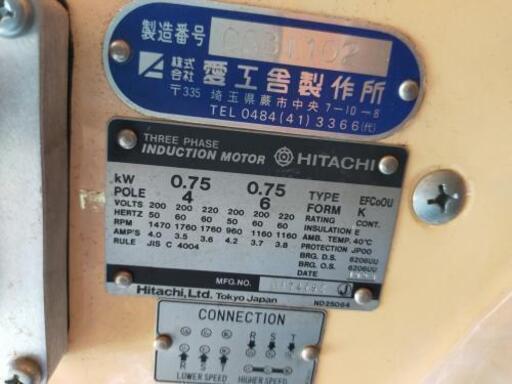 製造番号
株式会社 愛工舎製作所
〒335 埼玉県蕨市中央7-10-8
TEL 0484(41)3366(代)
THREE PHASE
INDUCTION MOTOR HITACHI
kW 0.75 0.75 TYPE EFCoOU
POLE 4 6 FORM K
VOLTS 200 200 220 200 200 220 RATING CONT
HERTZ 50 60 60 50 60 60 INSULATION E
RPM 1470 1760 1760 960 1160 1160 AMB. TEMP. 40°C
AMP'S 4.0 3.5 3.6 4.2 3.8 3.7 PROTECTION JP00
RULE JIS C 4004 BRG. D.S. 6206UU
BRG. O.S. 6206UU
DATE
MFG.NO.
Hitachi, Ltd. Tokyo Japan ND25064
CONNECTION
R S T
R S T
LOWER SPEED HIGHER SPEED